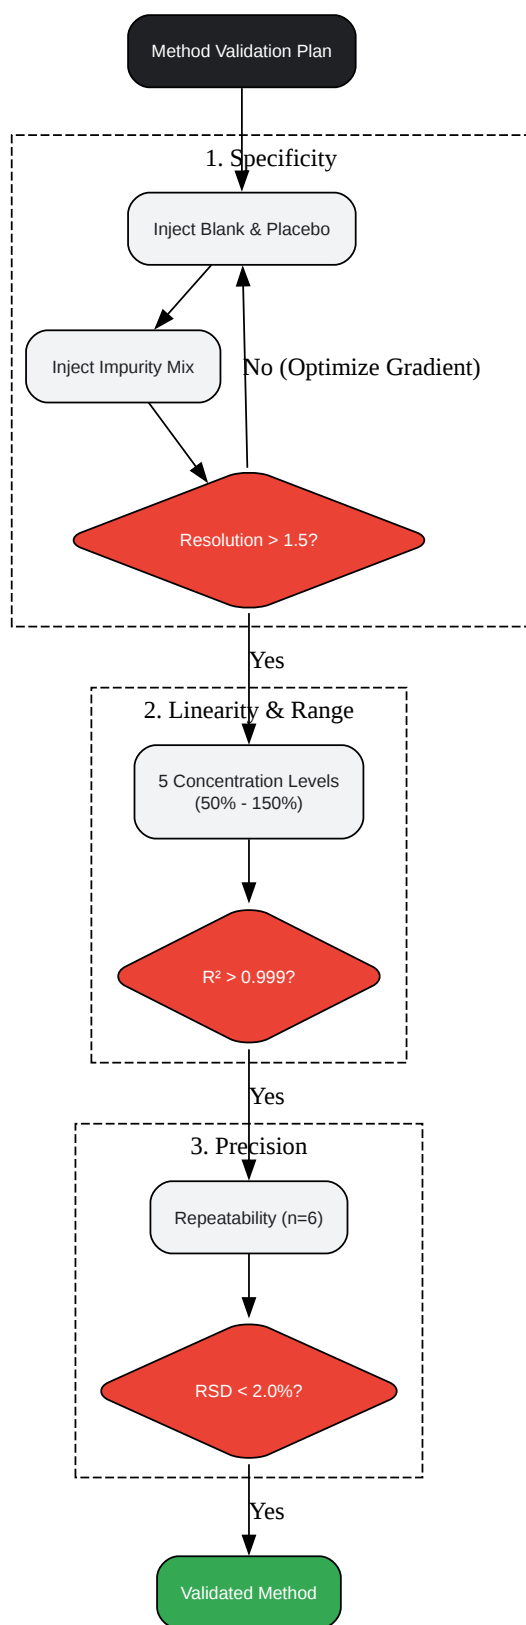 Method Validation Plan
1. Specificity
Inject Blank & Placebo
Inject Impurity Mix
No (Optimize Gradient)
Resolution > 1.5?
Yes
2. Linearity & Range
5 Concentration Levels
(50% - 150%)
R² > 0.999?
Yes
3. Precision
Repeatability (n=6)
RSD < 2.0%?
Yes
Validated Method